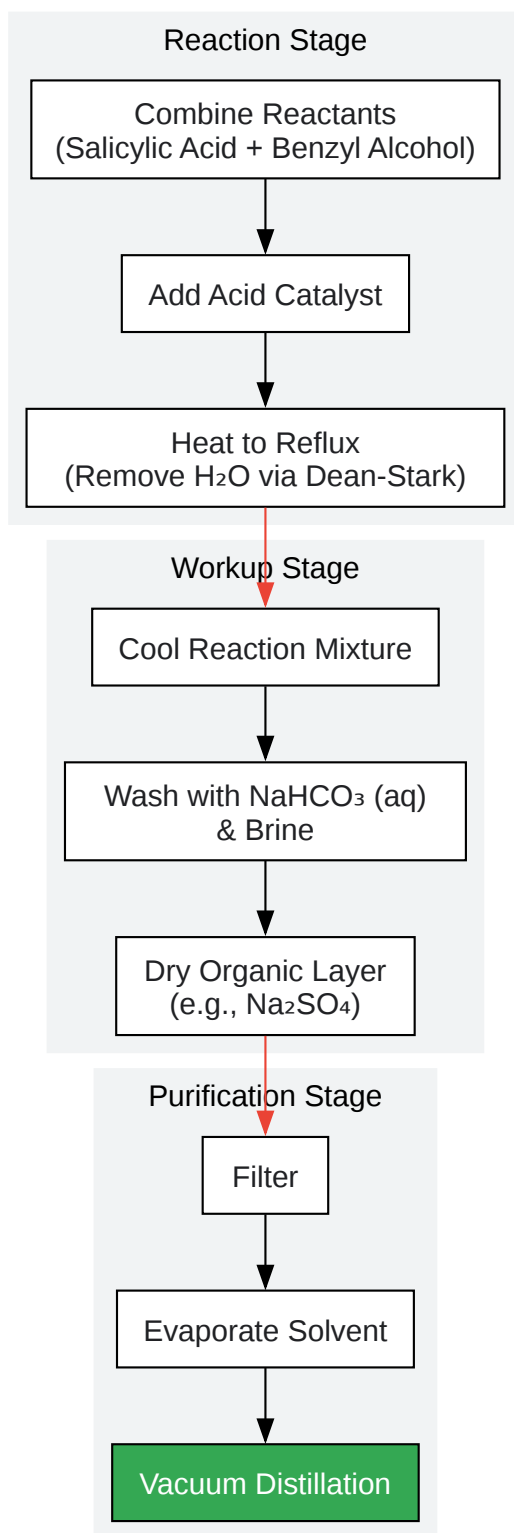 Reaction Stage
Combine Reactants
(Salicylic Acid + Benzyl Alcohol)
Add Acid Catalyst
Heat to Reflux
(Remove H₂O via Dean-Stark)
Workup Stage
Cool Reaction Mixture
Wash with NaHCO₃ (aq)
& Brine
Dry Organic Layer
(e.g., Na₂SO₄)
Purification Stage
Filter
Evaporate Solvent
Vacuum Distillation